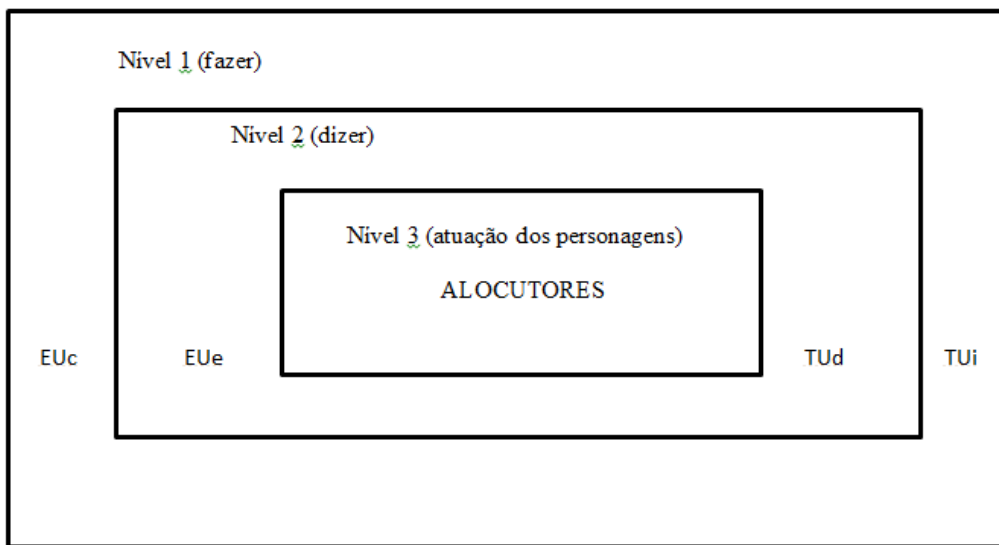 Nível 1 (fazer)
Nível 2 (dizer)
Nível 3 (atuação dos personagens)
ALOCUTORES
EUc EUe TUd TUi